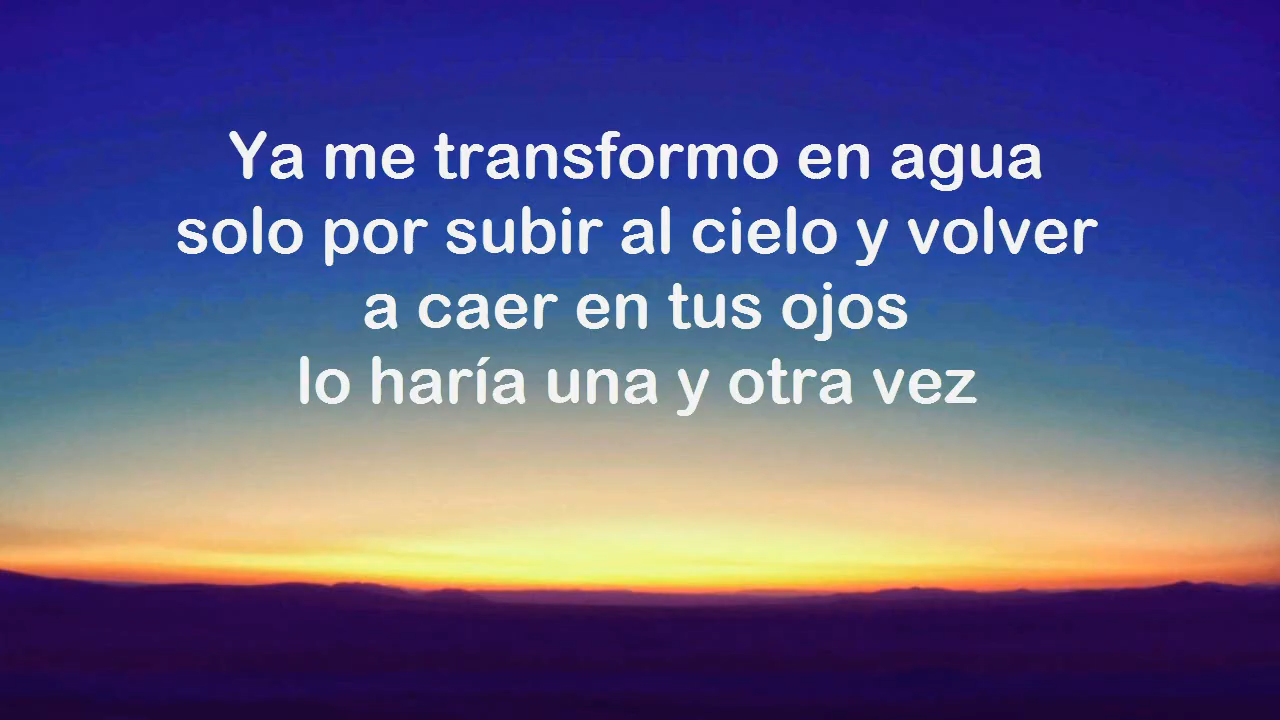 Ya me transformo en agua
solo por subir al cielo y volver
a caer en tus ojos
lo haría una y otra vez